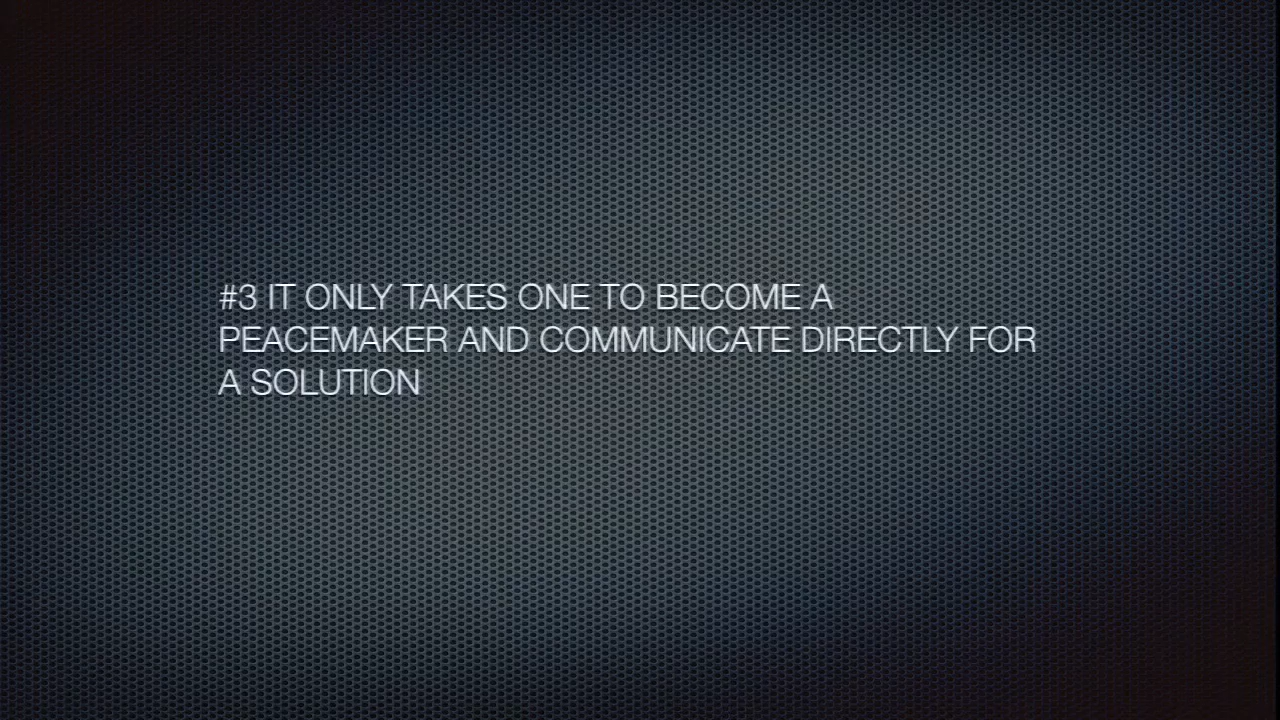 #3 IT ONLY TAKES ONE TO BECOME A
PEACEMAKER AND COMMUNICATE DIRECTLY FOR
A SOLUTION